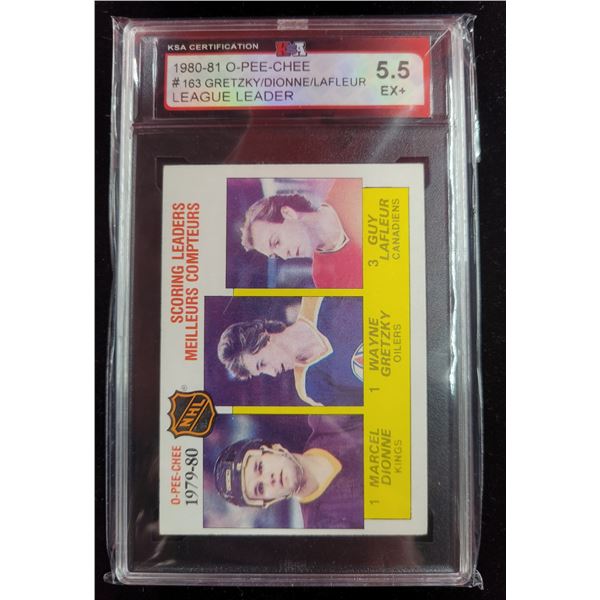 KSA CERTIFICATION
KSA
1980-81 O-PEE-CHEE
# 163 GRETZKY/DIONNE/LAFLEUR
LEAGUE LEADER
5.5
EX+
O-PEE-CHEE
1979-80
NHL
®
SCORING LEADERS
MEILLEURS COMPTEURS
1 MARCEL
DIONNE
KINGS
1 WAYNE
GRETZKY
OILERS
3 GUY
LAFLEUR
CANADIENS